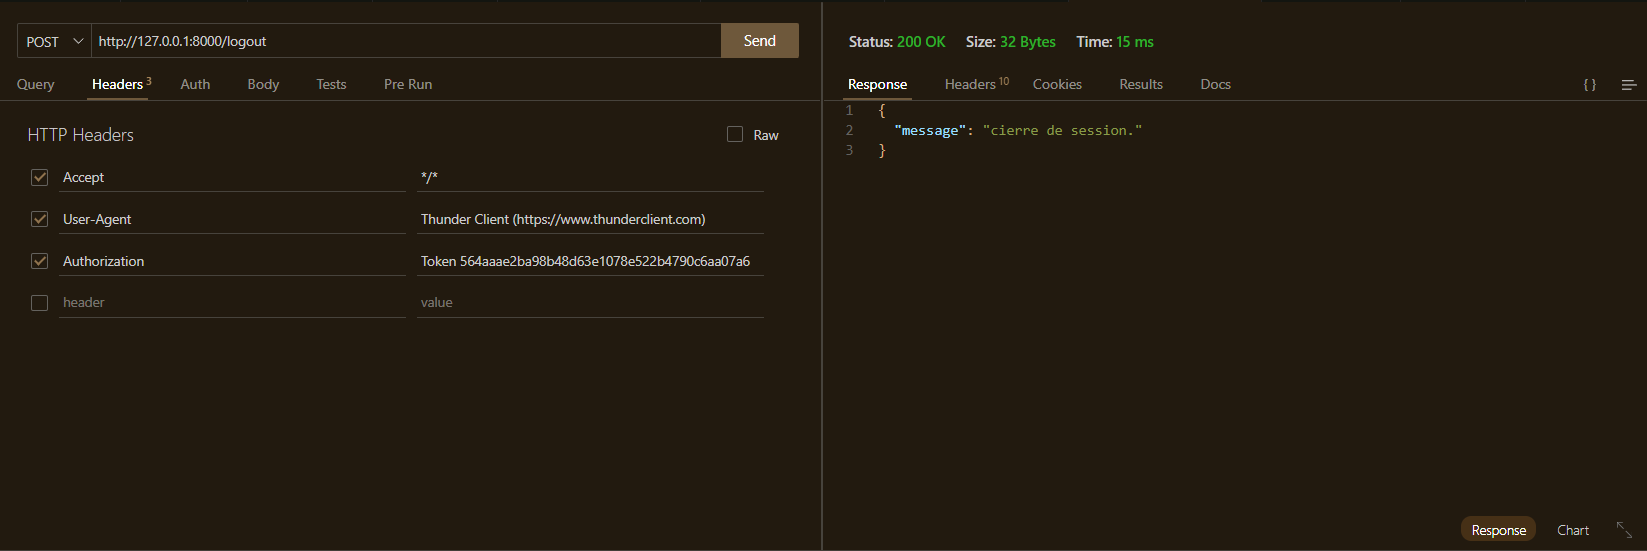 POST http://127.0.0.1:8000/logout Send
Query Headers 3 Auth Body Tests Pre Run
HTTP Headers Raw
Accept */*
User-Agent Thunder Client (https://www.thunderclient.com)
Authorization Token 564aaae2ba98b48d63e1078e522b4790c6aa07a6
header value
Status: 200 OK Size: 32 Bytes Time: 15 ms
Response Headers 10 Cookies Results Docs { }
1 {
2 "message": "cierre de session."
3 }
Response Chart